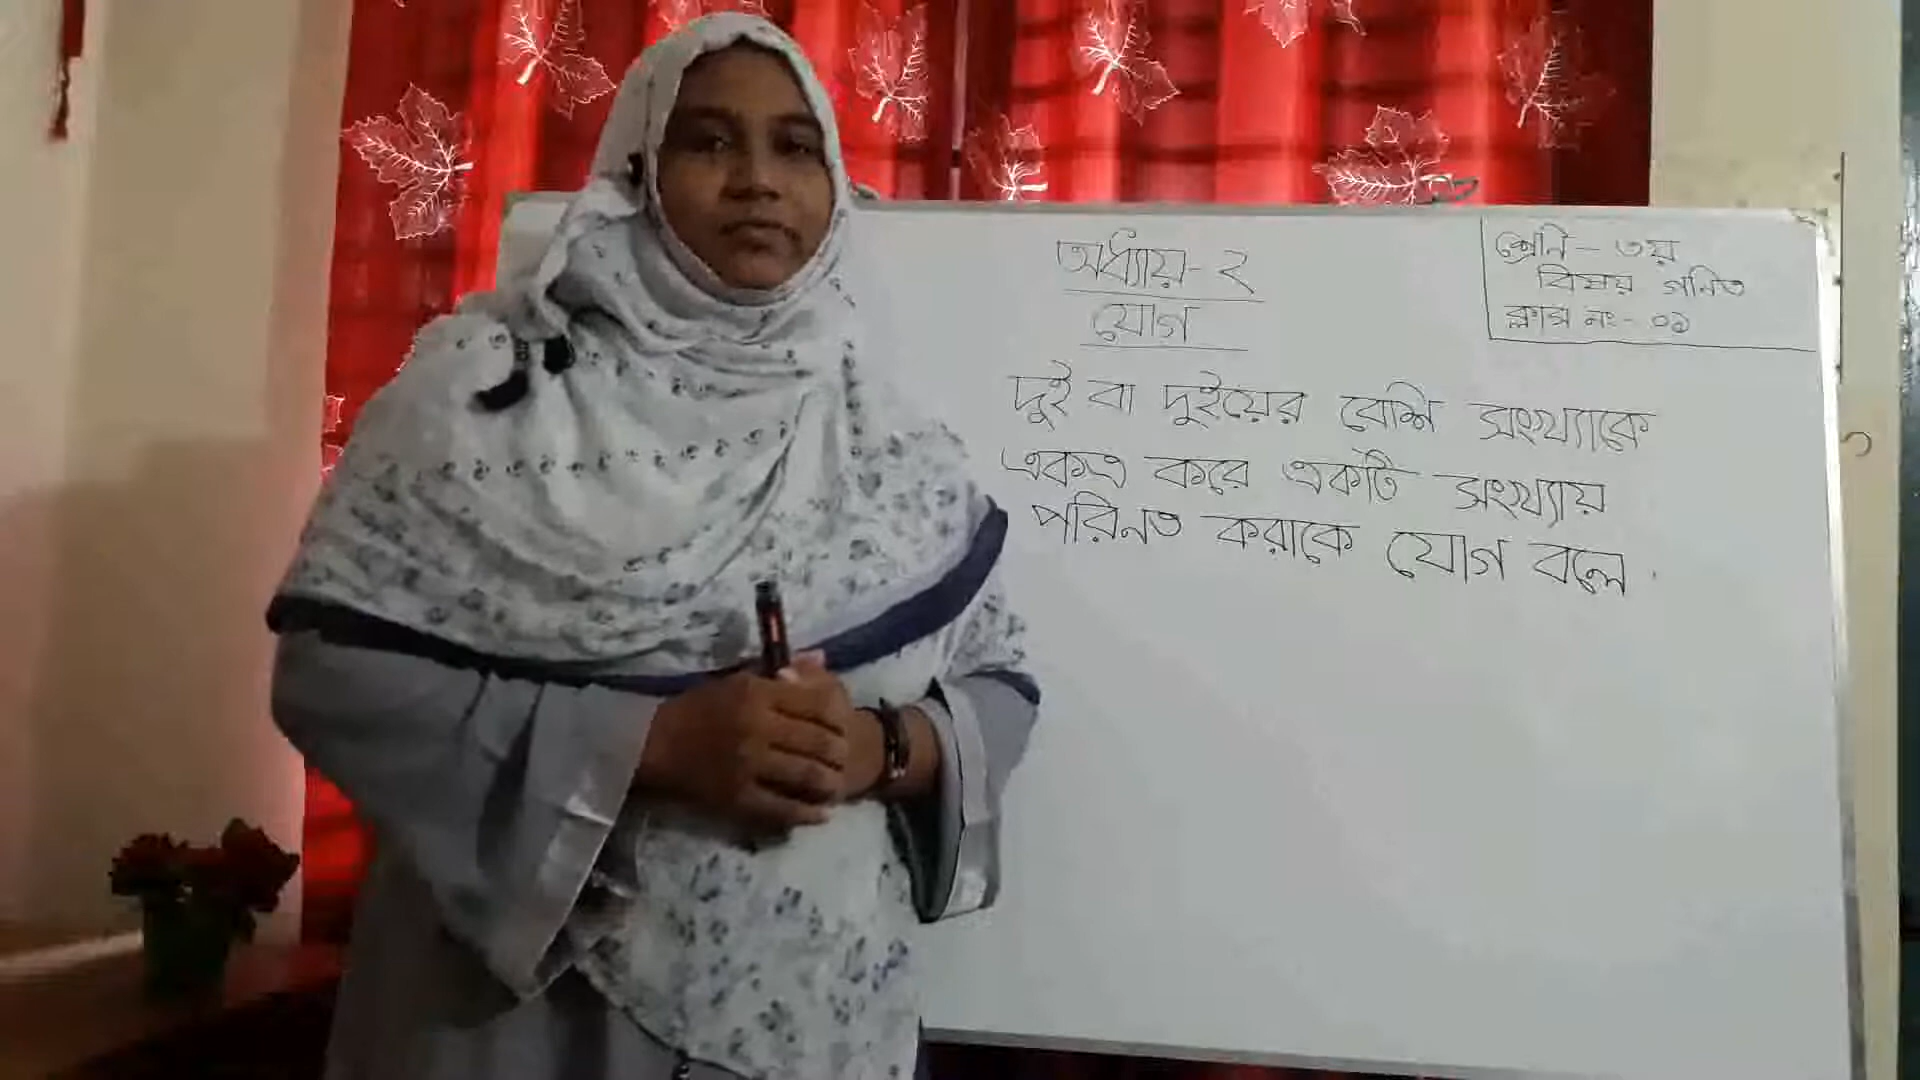 অধ্যায়-২
যোগ
শ্রেনি-৩য়
বিষয় গনিত
ক্লাস নং-০১
দুই বা দুইয়ের বেশি সংখ্যাকে
একত্র করে একটি সংখ্যায়
পরিনত করাকে যোগ বলে.